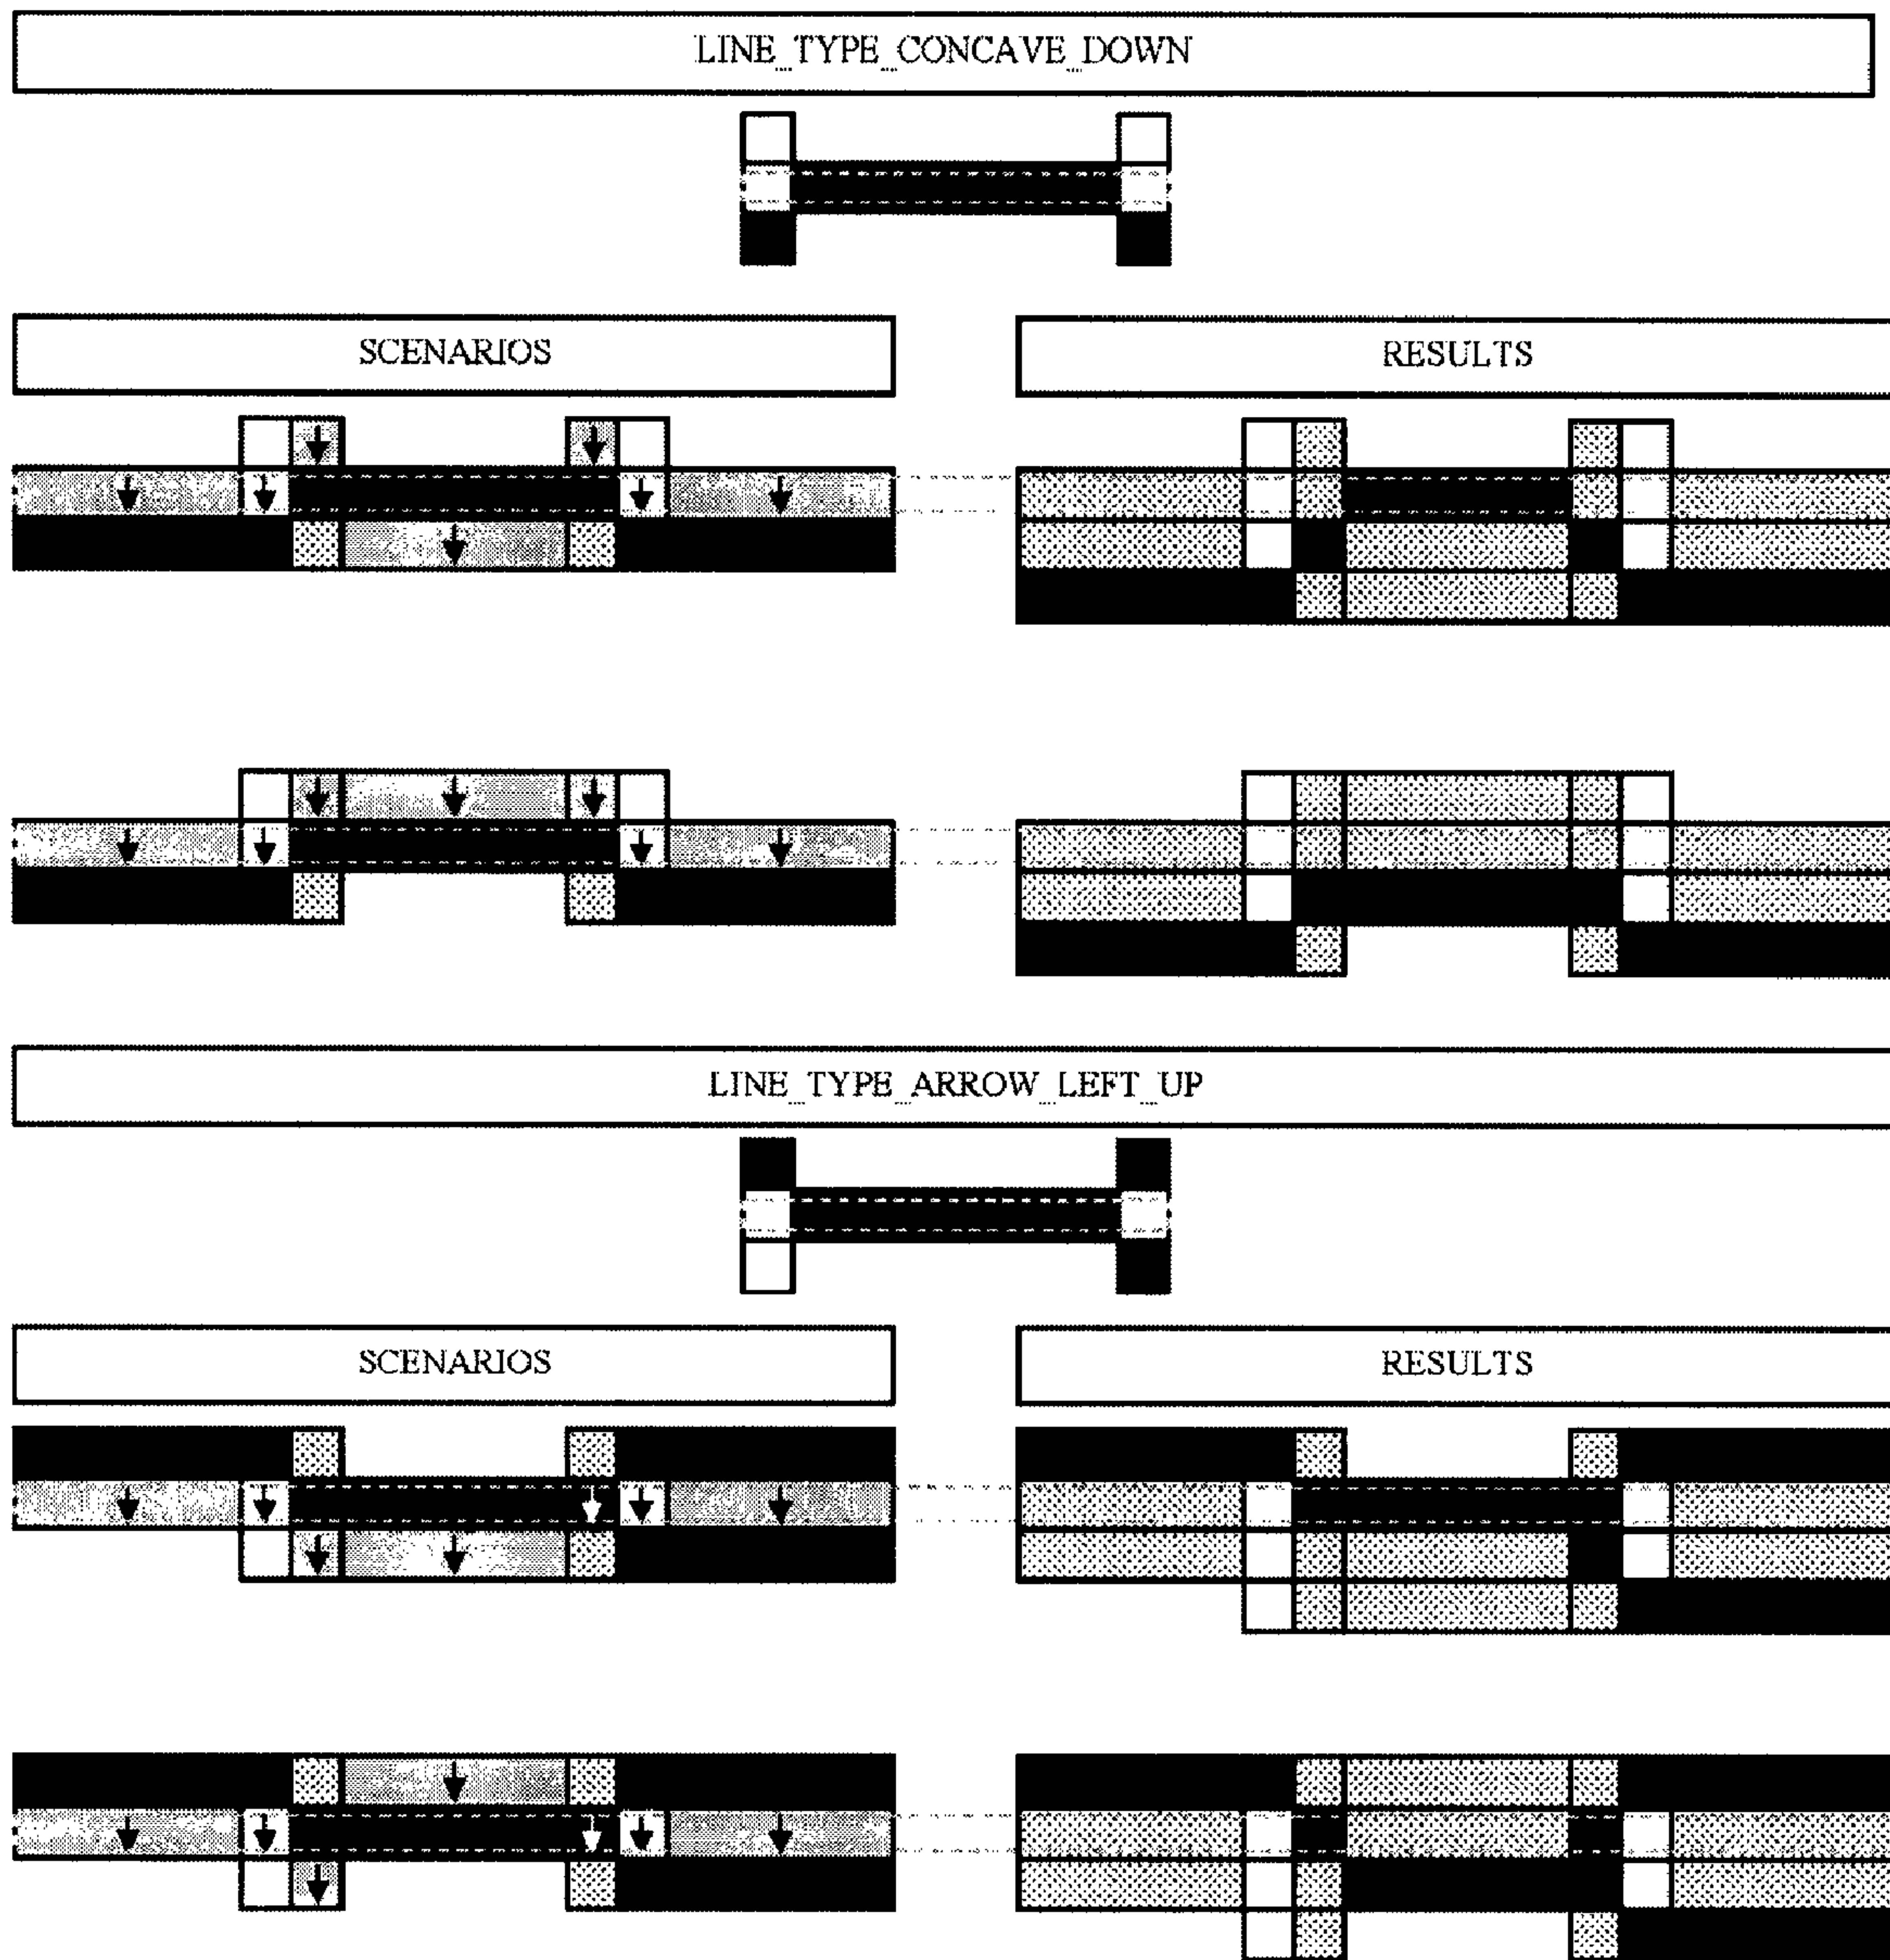 LINE_TYPE_CONCAVE_DOWN
SCENARIOS
RESULTS
LINE_TYPE_ARROW_LEFT_UP
SCENARIOS
RESULTS